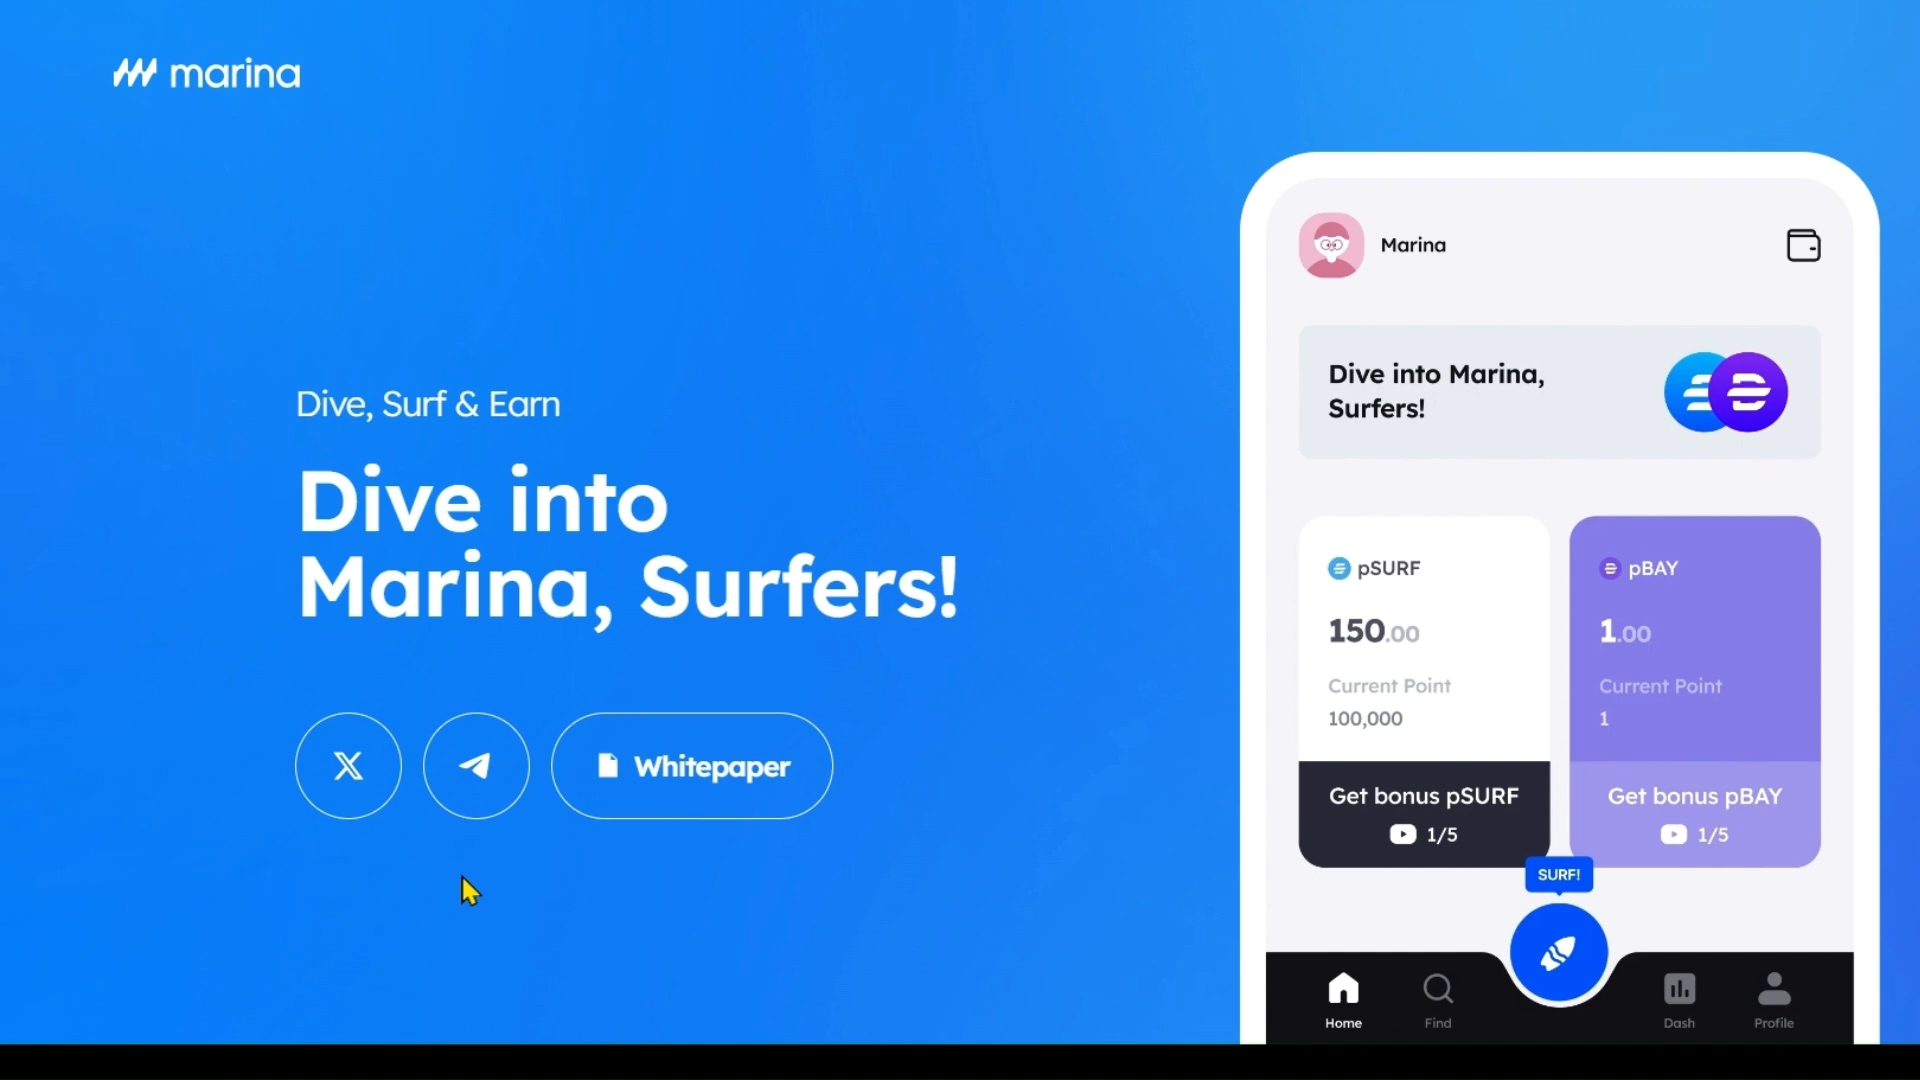 marina
Dive, Surf & Earn
Dive into
Marina, Surfers!
Whitepaper
Marina
Dive into Marina,
Surfers!
pSURF
150.00
Current Point
100,000
Get bonus pSURF
1/5
pBAY
1.00
Current Point
1
Get bonus pBAY
1/5
SURF!
Home
Find
Dash
Profile